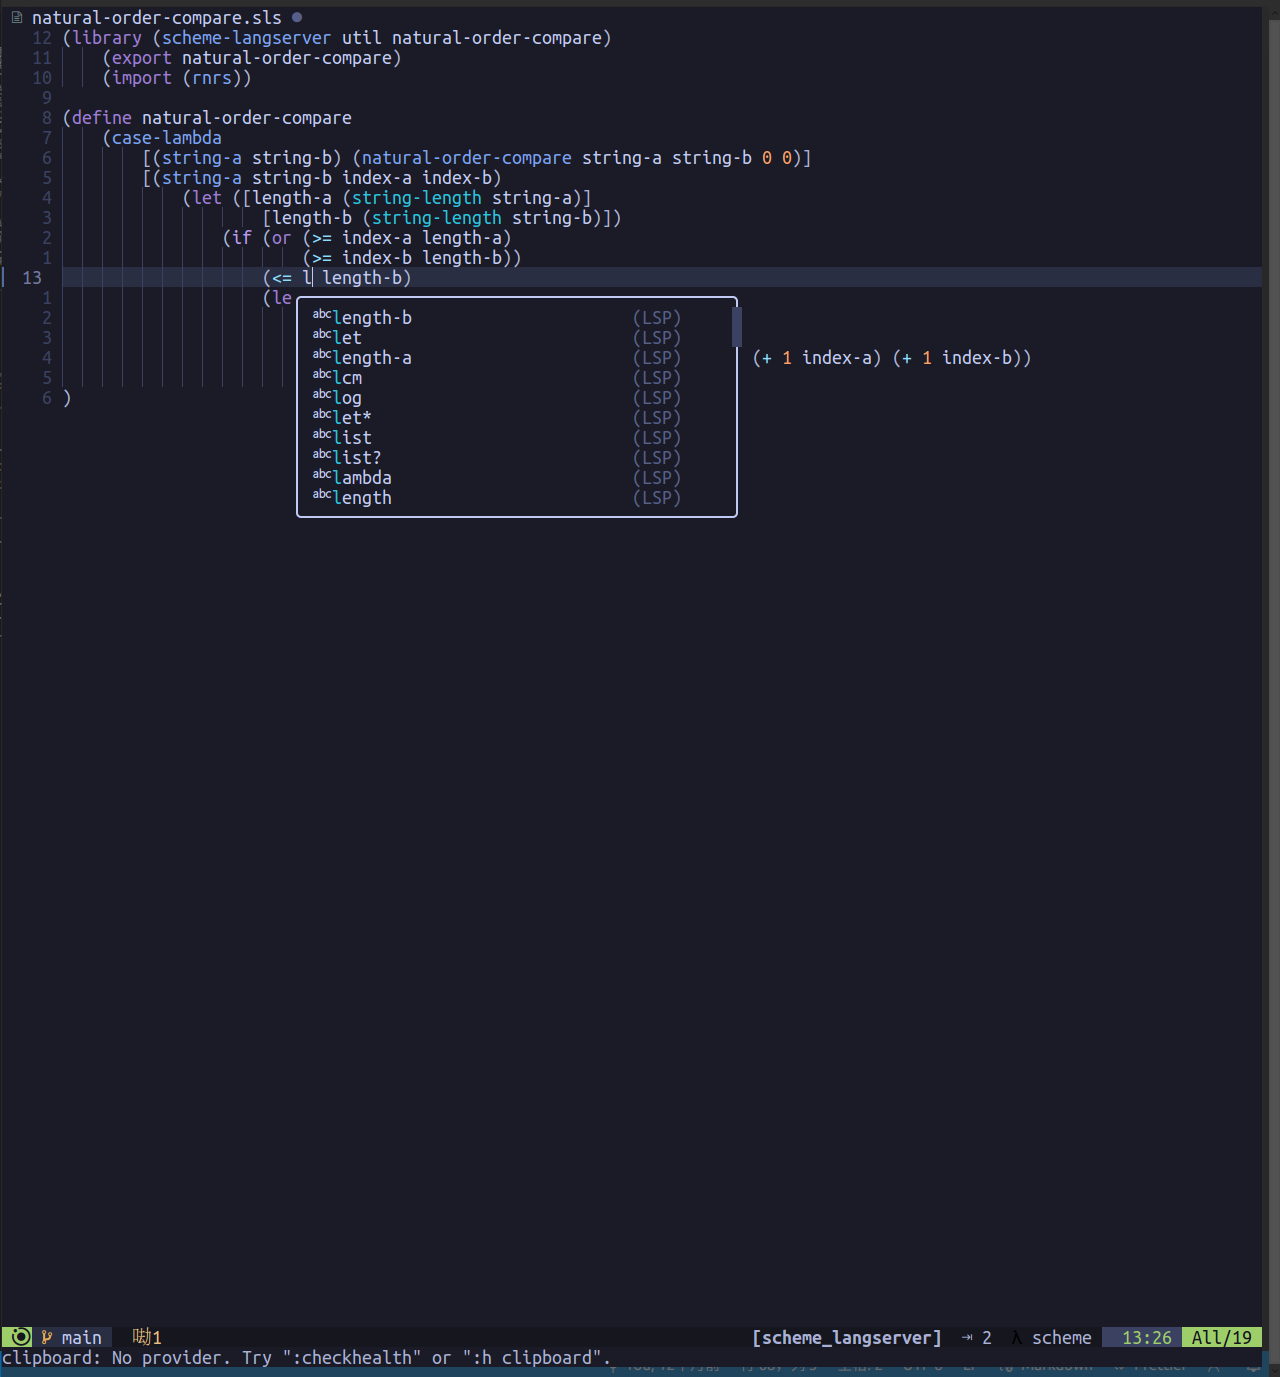 natural-order-compare.sls
12 (library (scheme-langserver util natural-order-compare)
11 (export natural-order-compare)
10 (import (rnrs))
9
8 (define natural-order-compare
7 (case-lambda
6 [(string-a string-b) (natural-order-compare string-a string-b 0 0)]
5 [(string-a string-b index-a index-b)
4 (let ([length-a (string-length string-a)]
3 [length-b (string-length string-b)])
2 (if (or (>= index-a length-a)
1 (>= index-b length-b))
13 (<= l length-b)
1 (le
2 abc length-b (LSP)
3 abc let (LSP)
4 abc length-a (LSP) (+ 1 index-a) (+ 1 index-b))
5 abc lcm (LSP)
6 ) abc log (LSP)
abc let* (LSP)
abc list (LSP)
abc list? (LSP)
abc lambda (LSP)
abc length (LSP)
main 1 [scheme_langserver] ⇥ 2 λ scheme 13:26 All/19
clipboard: No provider. Try ":checkhealth" or ":h clipboard".